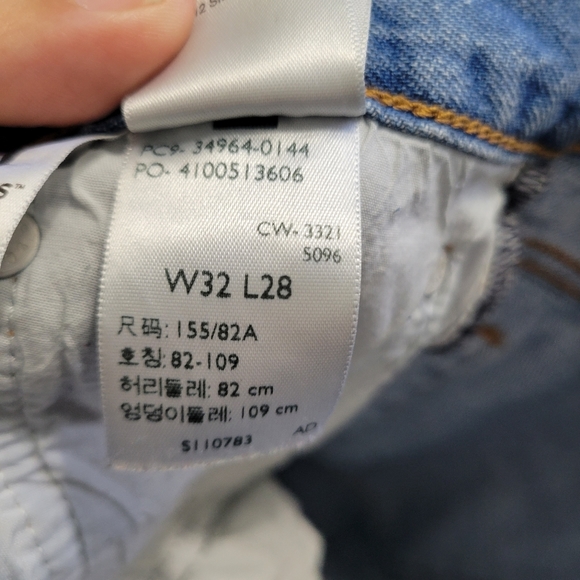 PC9- 34964-0144
PO- 4100513606
CW- 3321
5096
W32 L28
尺码: 155/82A
호칭: 82-109
허리둘레: 82 cm
엉덩이둘레: 109 cm
S110783 AD